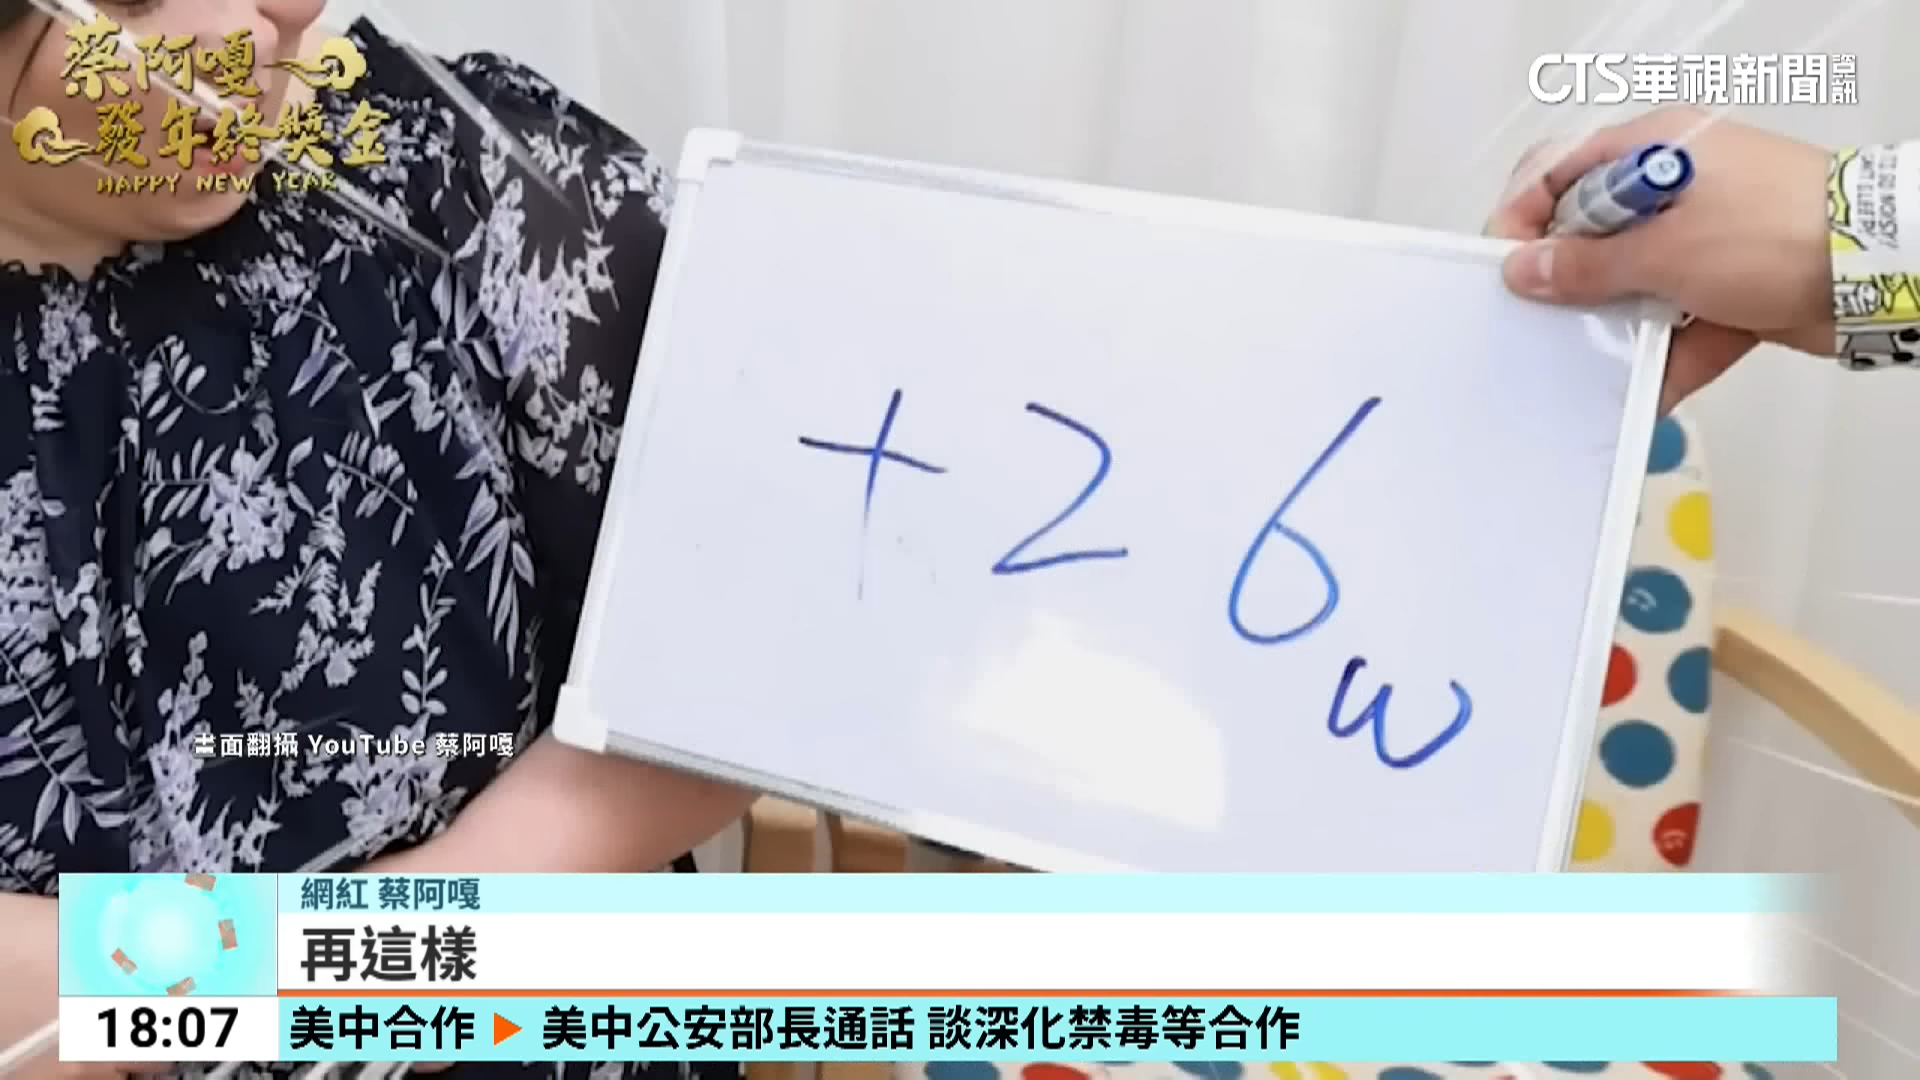 蔡阿嘎
發年終獎金
HAPPY NEW YEAR
CTS華視新聞資訊
+26w
畫面翻攝 YouTube 蔡阿嘎
網紅 蔡阿嘎
再這樣
18:07
美中合作 ▶ 美中公安部長通話 談深化禁毒等合作